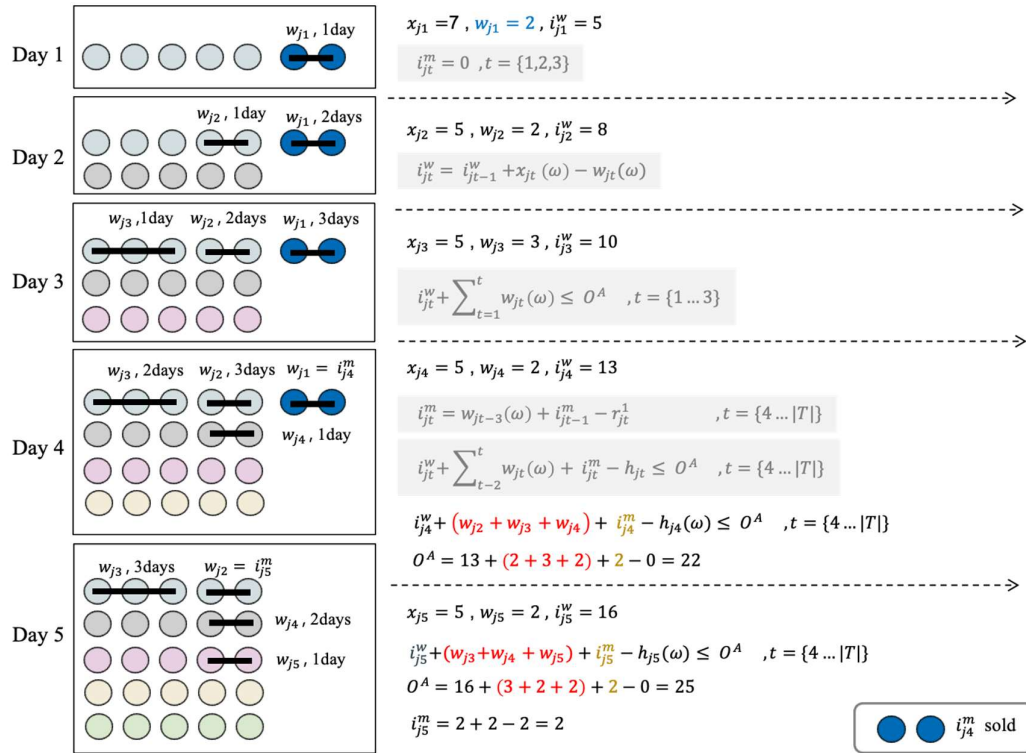 Day 1
w_{j1}, 1day
x_{j1} =7 , w_{j1} = 2 , i^w_{j1} = 5
i^m_{jt} = 0 ,t = {1,2,3}
Day 2
w_{j2}, 1day w_{j1}, 2days
x_{j2} = 5 , w_{j2} = 2 , i^w_{j2} = 8
i^w_{jt} = i^w_{jt-1} +x_{jt} (ω) − w_{jt}(ω)
Day 3
w_{j3}, 1day w_{j2}, 2days w_{j1}, 3days
x_{j3} = 5 , w_{j3} = 3 , i^w_{j3} = 10
i^w_{jt}+ ∑^t_{t=1} w_{jt}(ω) ≤ O^A ,t = {1 … 3}
Day 4
w_{j3}, 2days w_{j2}, 3days w_{j1} = i^m_{j4}
w_{j4}, 1day
x_{j4} = 5 , w_{j4} = 2 , i^w_{j4} = 13
i^m_{jt} = w_{jt−3}(ω) + i^m_{jt−1} − r^1_{jt} ,t = {4 … |T|}
i^w_{jt}+ ∑^t_{t−2} w_{jt}(ω) + i^m_{jt} − h_{jt} ≤ O^A ,t = {4 … |T|}
i^w_{j4}+ (w_{j2} + w_{j3} + w_{j4}) + i^m_{j4} − h_{j4}(ω) ≤ O^A ,t = {4 … |T|}
O^A = 13 + (2 + 3 + 2) + 2 − 0 = 22
Day 5
w_{j3}, 3days w_{j2} = i^m_{j5}
w_{j4}, 2days
w_{j5}, 1day
x_{j5} = 5 , w_{j5} = 2 , i^w_{j5} = 16
i^w_{j5}+(w_{j3}+w_{j4} + w_{j5}) + i^m_{j5} − h_{j5}(ω) ≤ O^A ,t = {4 … |T|}
O^A = 16 + (3 + 2 + 2) + 2 − 0 = 25
i^m_{j5} = 2 + 2 − 2 = 2
i^m_{j4} sold